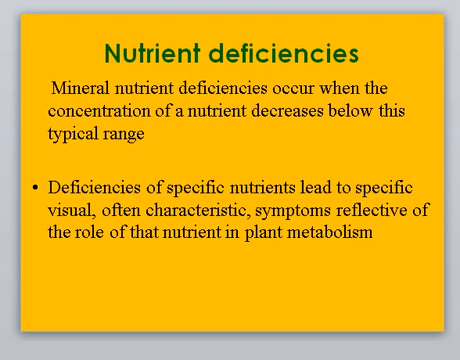 Nutrient deficiencies
Mineral nutrient deficiencies occur when the
concentration of a nutrient decreases below this
typical range
• Deficiencies of specific nutrients lead to specific
visual, often characteristic, symptoms reflective of
the role of that nutrient in plant metabolism